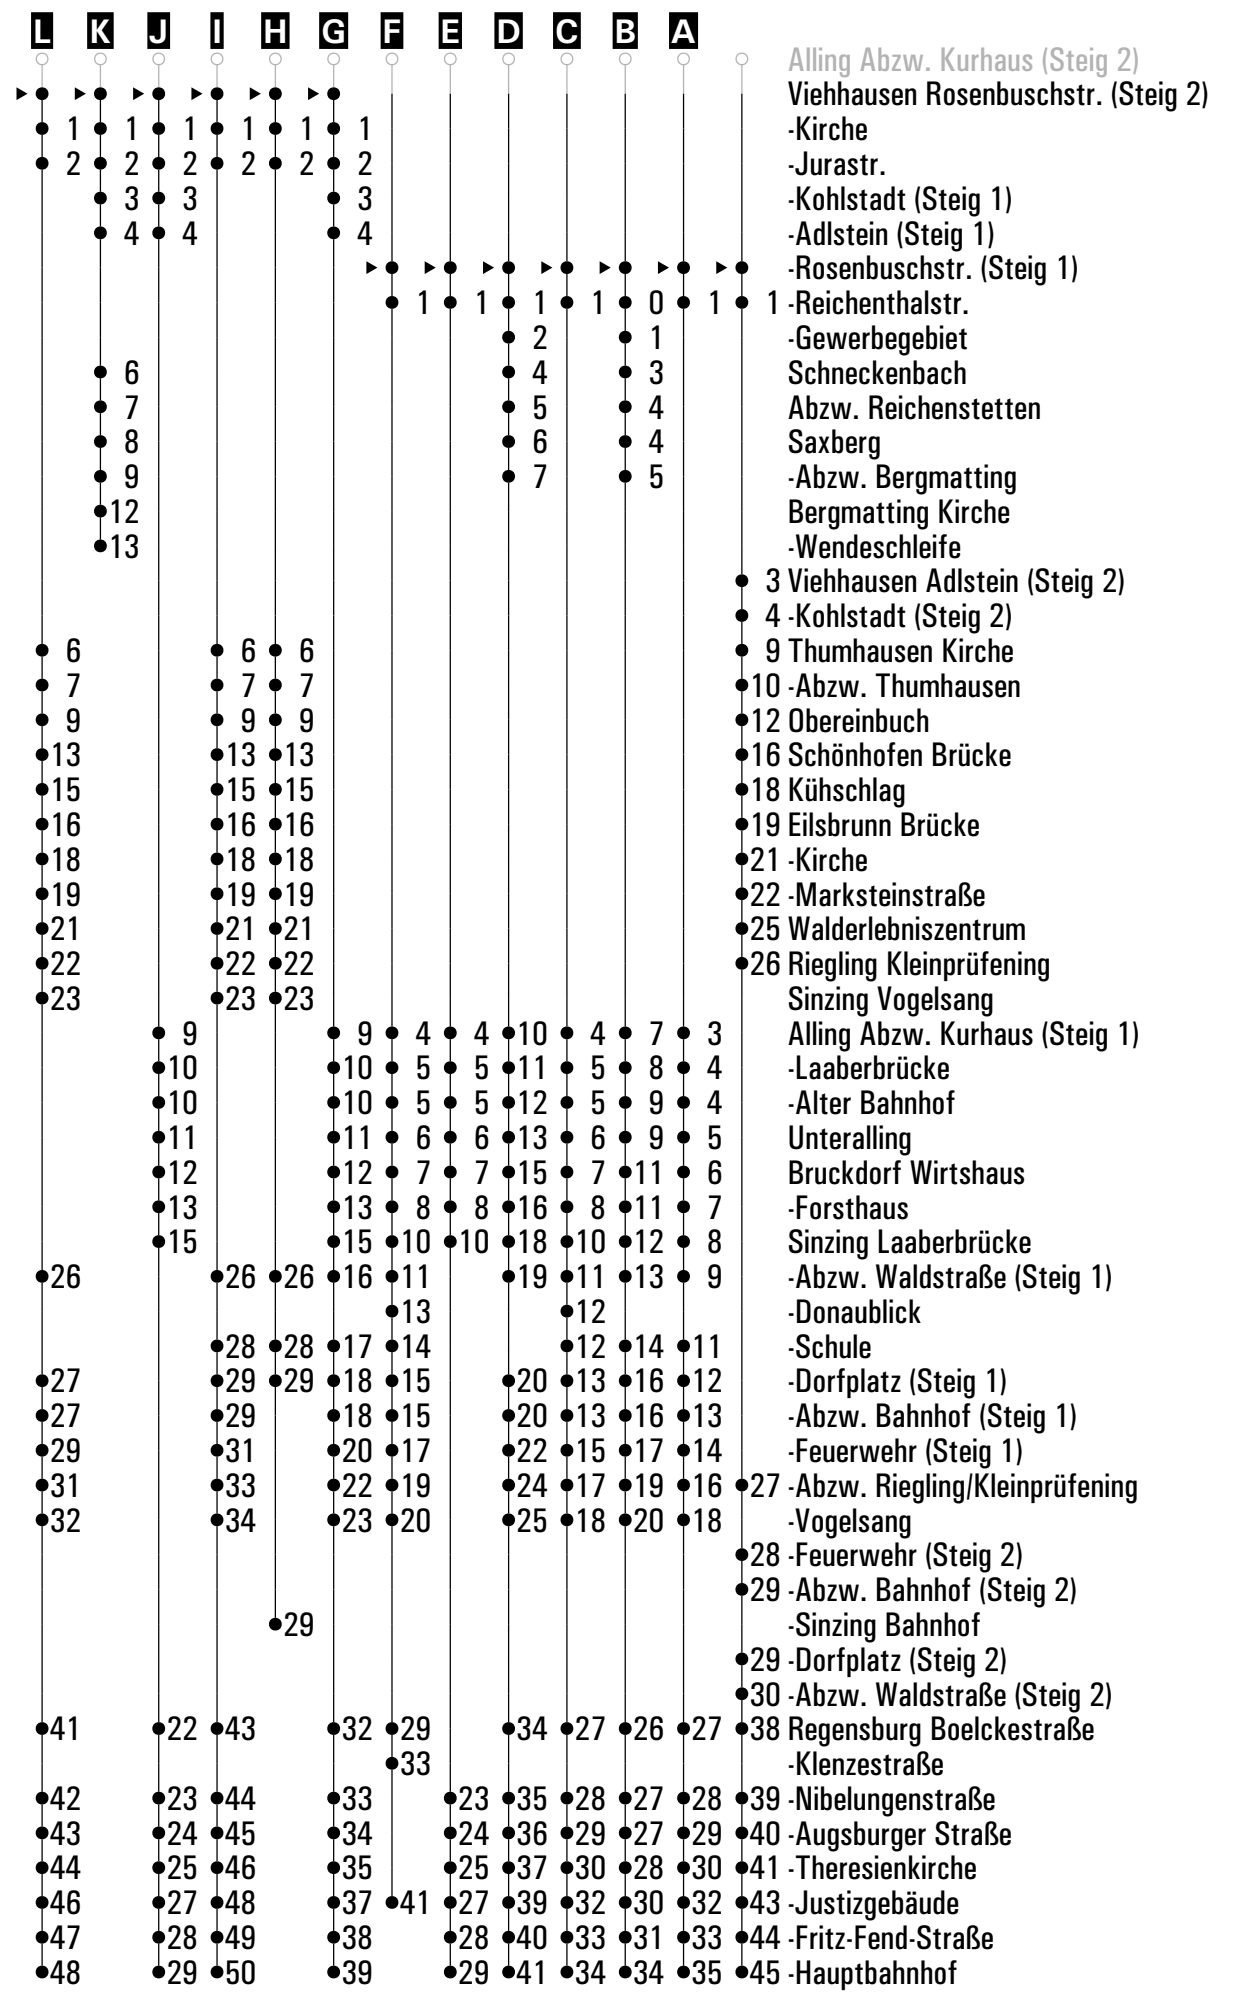 L K J I H G F E D C B A
Alling Abzw. Kurhaus (Steig 2)
Viehhausen Rosenbuschstr. (Steig 2)
1 1 1 1 1 1 -Kirche
2 2 2 2 2 2 -Jurastr.
3 3 3 -Kohlstadt (Steig 1)
4 4 4 -Adlstein (Steig 1)
-Rosenbuschstr. (Steig 1)
1 1 1 1 0 1 1 -Reichenthalstr.
2 1 -Gewerbegebiet
6 4 3 Schneckenbach
7 5 4 Abzw. Reichenstetten
8 6 4 Saxberg
9 7 5 -Abzw. Bergmatting
12 Bergmatting Kirche
13 -Wendeschleife
3 Viehhausen Adlstein (Steig 2)
4 -Kohlstadt (Steig 2)
6 6 6 9 Thumhausen Kirche
7 7 7 10 -Abzw. Thumhausen
9 9 9 12 Obereinbuch
13 13 13 16 Schönhofen Brücke
15 15 15 18 Kühschlag
16 16 16 19 Eilsbrunn Brücke
18 18 18 21 -Kirche
19 19 19 22 -Marksteinstraße
21 21 21 25 Walderlebniszentrum
22 22 22 26 Riegling Kleinprüfening
23 23 23 Sinzing Vogelsang
9 9 4 4 10 4 7 3 Alling Abzw. Kurhaus (Steig 1)
10 10 5 5 11 5 8 4 -Laaberbrücke
10 10 5 5 12 5 9 4 -Alter Bahnhof
11 11 6 6 13 6 9 5 Unteralling
12 12 7 7 15 7 11 6 Bruckdorf Wirtshaus
13 13 8 8 16 8 11 7 -Forsthaus
15 15 10 10 18 10 12 8 Sinzing Laaberbrücke
26 26 26 16 11 19 11 13 9 -Abzw. Waldstraße (Steig 1)
13 12 -Donaublick
28 28 17 14 12 14 11 -Schule
27 29 29 18 15 20 13 16 12 -Dorfplatz (Steig 1)
27 29 18 15 20 13 16 13 -Abzw. Bahnhof (Steig 1)
29 31 20 17 22 15 17 14 -Feuerwehr (Steig 1)
31 33 22 19 24 17 19 16 27 -Abzw. Riegling/Kleinprüfening
32 34 23 20 25 18 20 18 -Vogelsang
28 -Feuerwehr (Steig 2)
29 -Abzw. Bahnhof (Steig 2)
29 -Sinzing Bahnhof
29 -Dorfplatz (Steig 2)
30 -Abzw. Waldstraße (Steig 2)
41 22 43 32 29 34 27 26 27 38 Regensburg Boelckestraße
33 -Klenzestraße
42 23 44 33 23 35 28 27 28 39 -Nibelungenstraße
43 24 45 34 24 36 29 27 29 40 -Augsburger Straße
44 25 46 35 25 37 30 28 30 41 -Theresienkirche
46 27 48 37 41 27 39 32 30 32 43 -Justizgebäude
47 28 49 38 28 40 33 31 33 44 -Fritz-Fend-Straße
48 29 50 39 29 41 34 34 35 45 -Hauptbahnhof